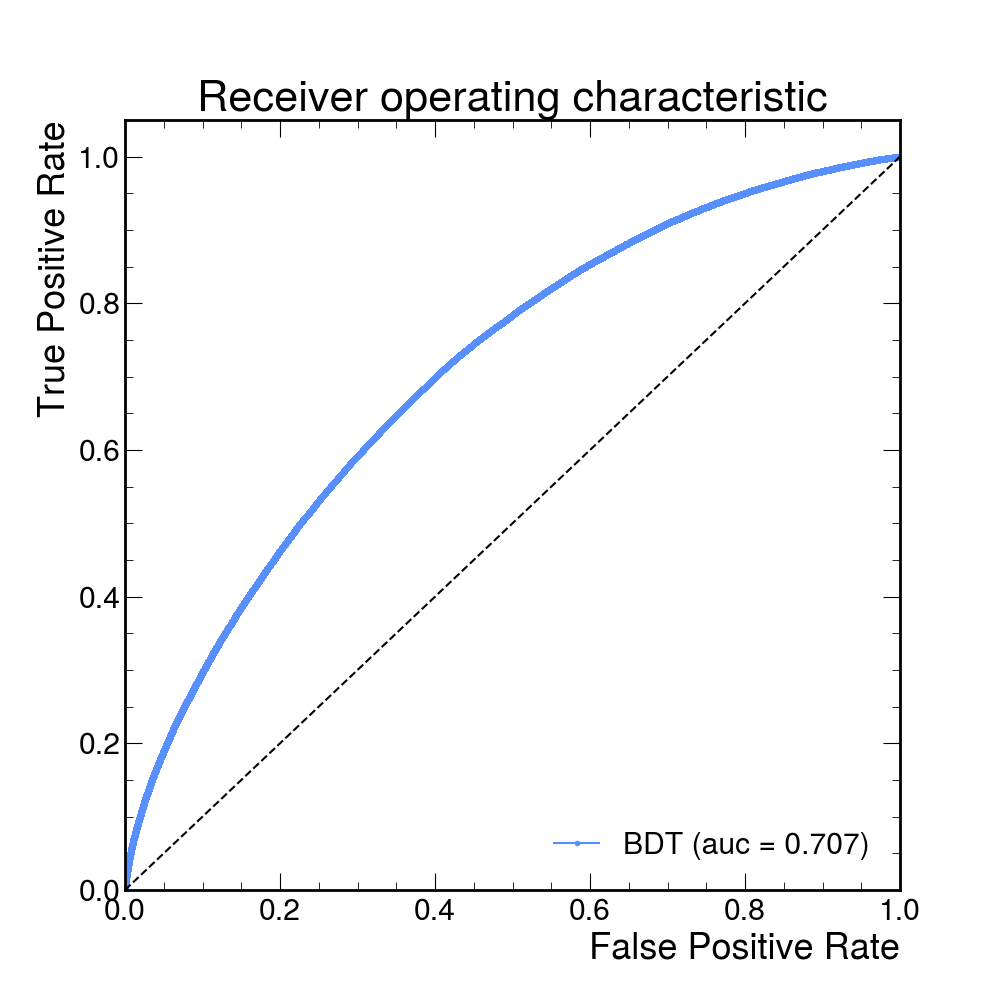 Receiver operating characteristic
True Positive Rate
1.0
0.8
0.6
0.4
0.2
0.0
BDT (auc = 0.707)
0.0 0.2 0.4 0.6 0.8 1.0
False Positive Rate